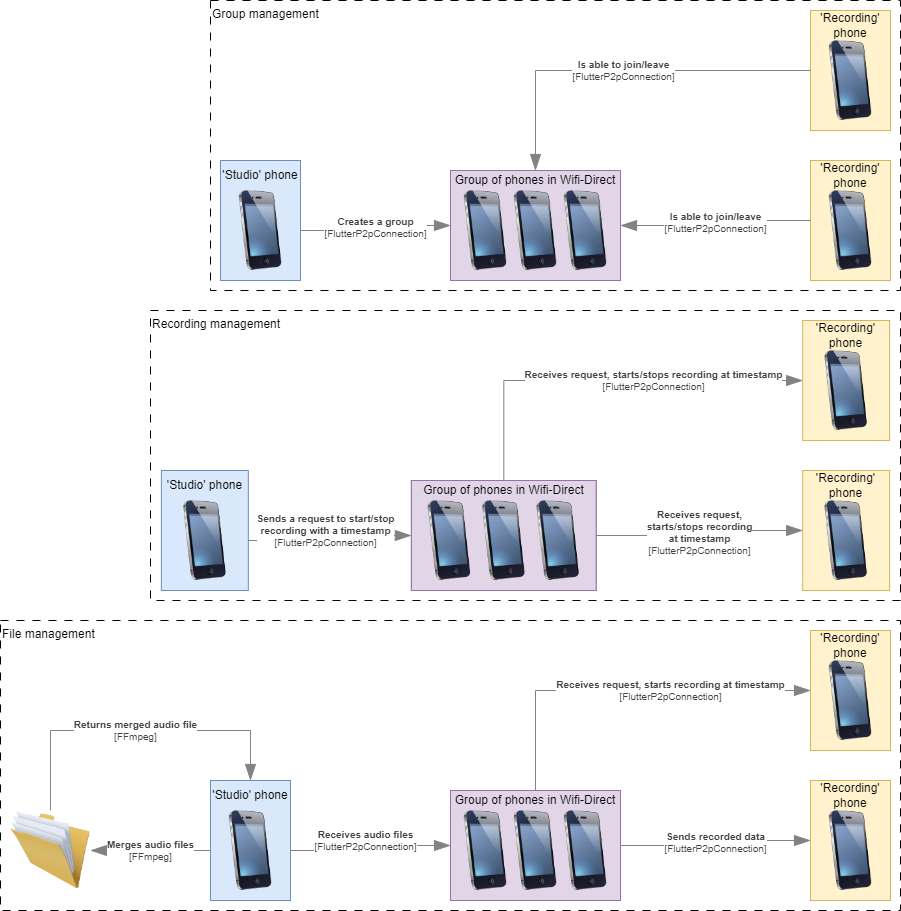 Group management
'Recording'
phone
Is able to join/leave
[FlutterP2pConnection]
'Studio' phone
Creates a group
[FlutterP2pConnection]
Group of phones in Wifi-Direct
Is able to join/leave
[FlutterP2pConnection]
'Recording'
phone
Recording management
'Recording'
phone
Receives request, starts/stops recording at timestamp
[FlutterP2pConnection]
'Studio' phone
Sends a request to start/stop
recording with a timestamp
[FlutterP2pConnection]
Group of phones in Wifi-Direct
Receives request,
starts/stops recording
at timestamp
[FlutterP2pConnection]
'Recording'
phone
File management
'Recording'
phone
Receives request, starts recording at timestamp
[FlutterP2pConnection]
Returns merged audio file
[FFmpeg]
Merges audio files
[FFmpeg]
'Studio' phone
Receives audio files
[FlutterP2pConnection]
Group of phones in Wifi-Direct
Sends recorded data
[FlutterP2pConnection]
'Recording'
phone